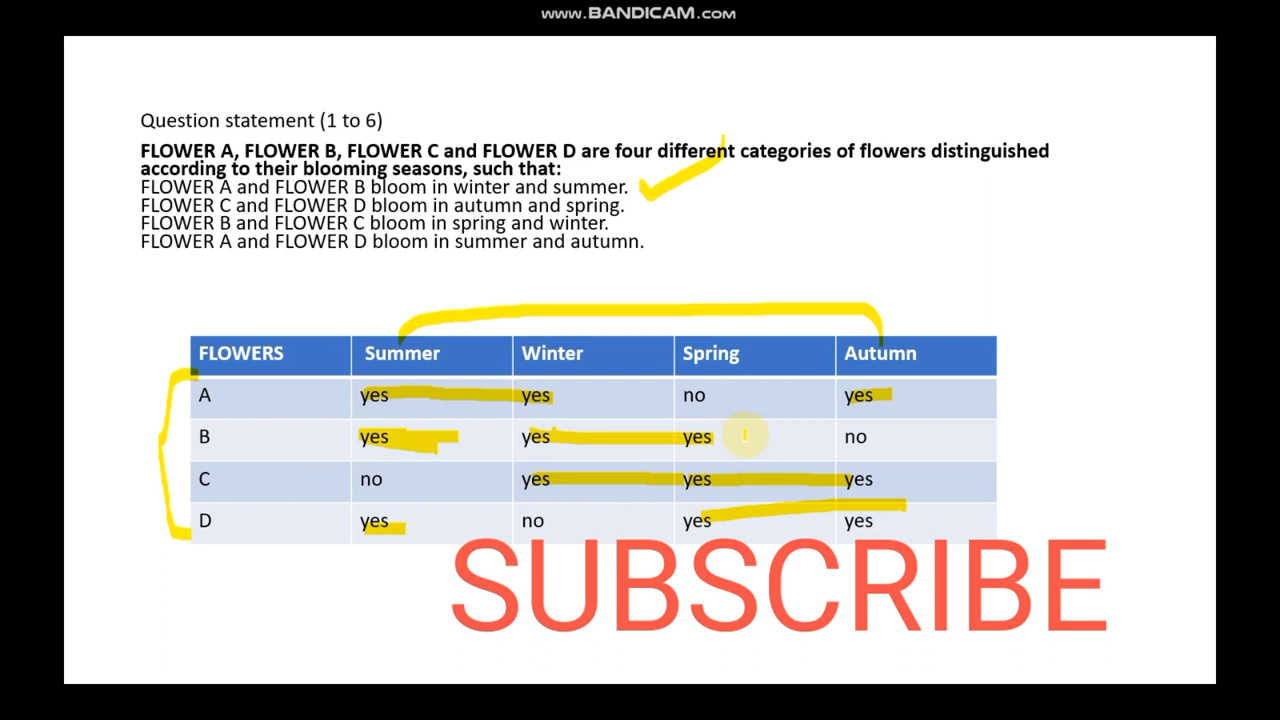 WWW.BANDICAM.COM
Question statement (1 to 6)
FLOWER A, FLOWER B, FLOWER C and FLOWER D are four different categories of flowers distinguished
according to their blooming seasons, such that:
FLOWER A and FLOWER B bloom in winter and summer.
FLOWER C and FLOWER D bloom in autumn and spring.
FLOWER B and FLOWER C bloom in spring and winter.
FLOWER A and FLOWER D bloom in summer and autumn.
FLOWERS Summer Winter Spring Autumn
A yes yes no yes
B yes yes yes no
C no yes yes yes
D yes no yes yes
SUBSCRIBE